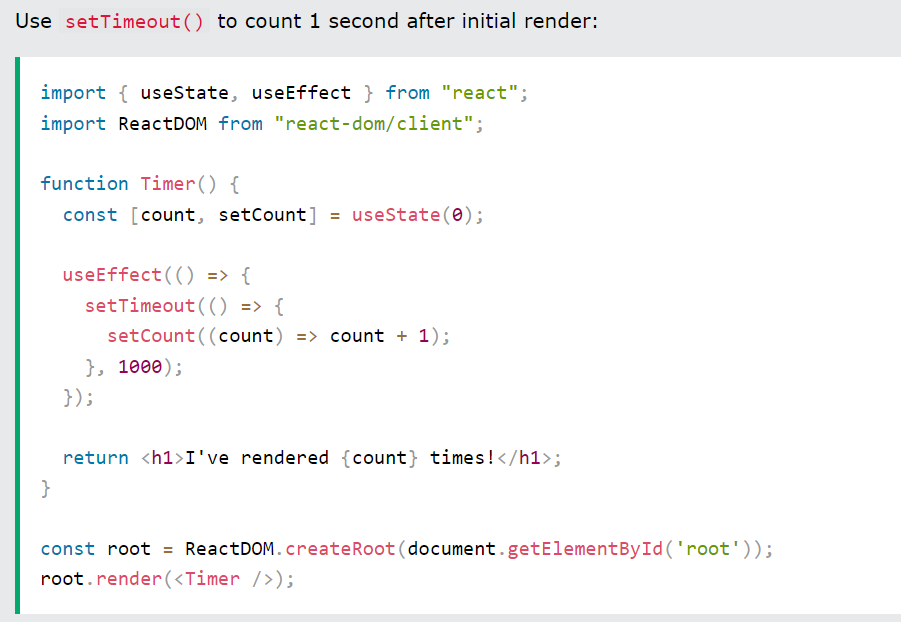 Use setTimeout() to count 1 second after initial render:
import { useState, useEffect } from "react";
import ReactDOM from "react-dom/client";
function Timer() {
const [count, setCount] = useState(0);
useEffect(() => {
setTimeout(() => {
setCount((count) => count + 1);
}, 1000);
});
return <h1>I've rendered {count} times!</h1>;
}
const root = ReactDOM.createRoot(document.getElementById('root'));
root.render(<Timer />);